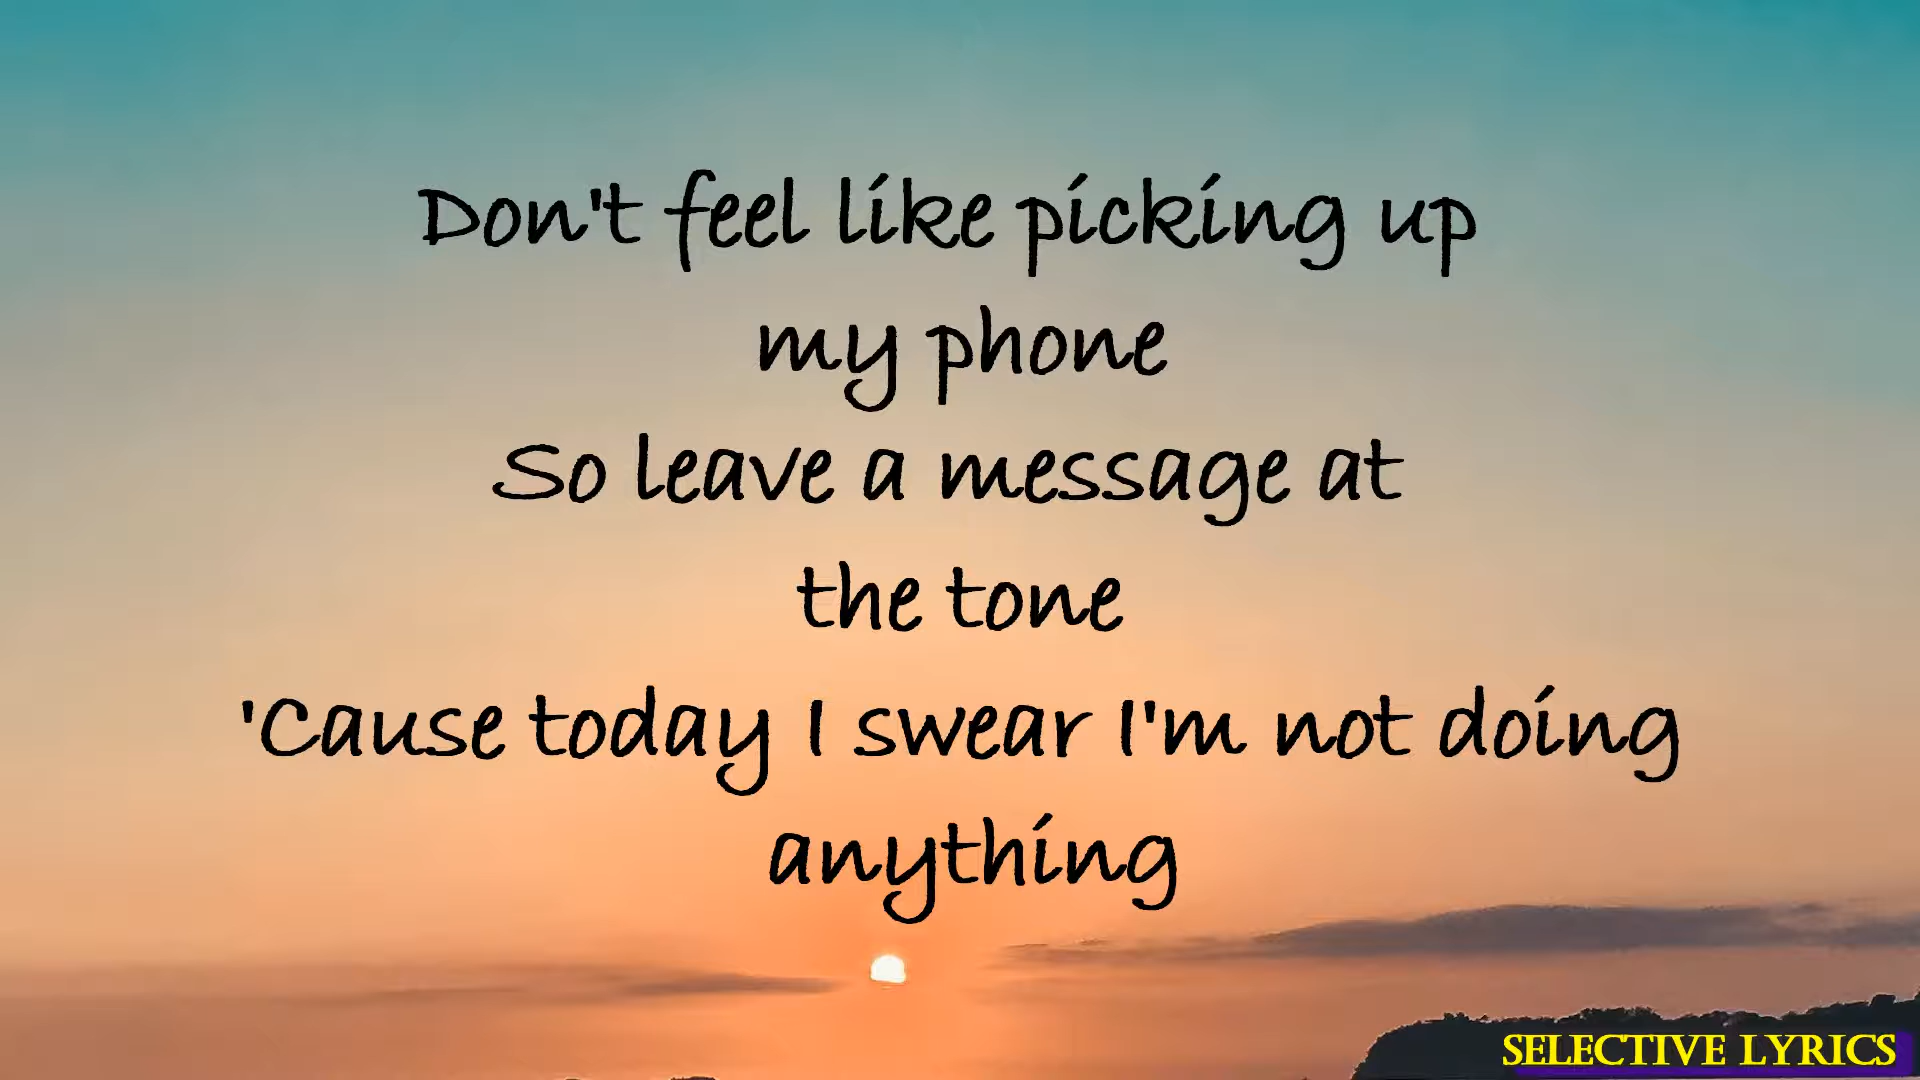 Don't feel like picking up
my phone
So leave a message at
the tone
'Cause today I swear I'm not doing
anything
SELECTIVE LYRICS